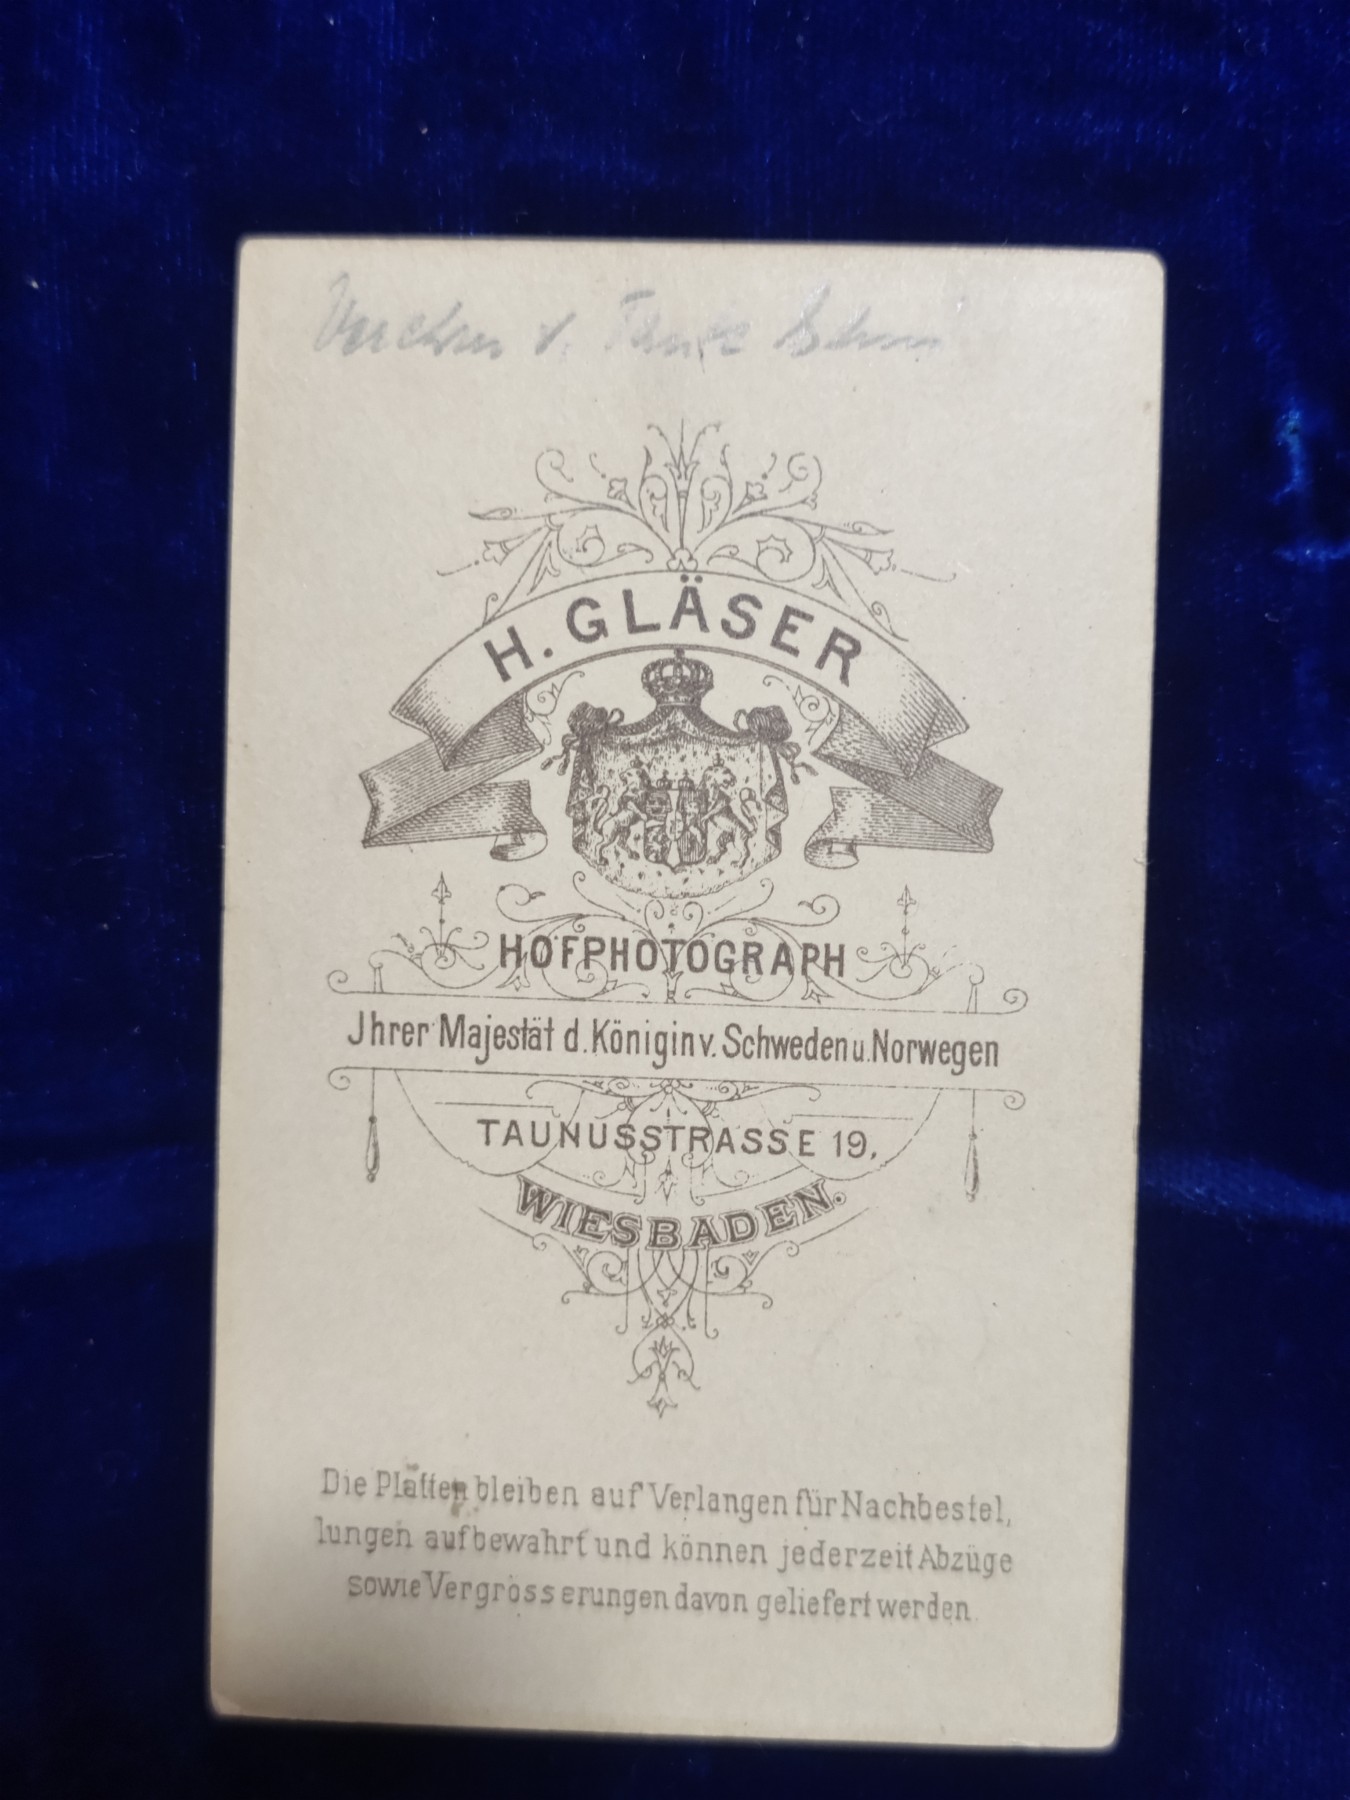 H. GLÄSER
HOFPHOTOGRAPH
Jhrer Majestät d. Königin v. Schweden u. Norwegen
TAUNUSSTRASSE 19,
WIESBADEN.
Die Platten bleiben auf Verlangen für Nachbestel,
lungen aufbewahrt und können jederzeit Abzüge
sowie Vergrösserungen davon geliefert werden.